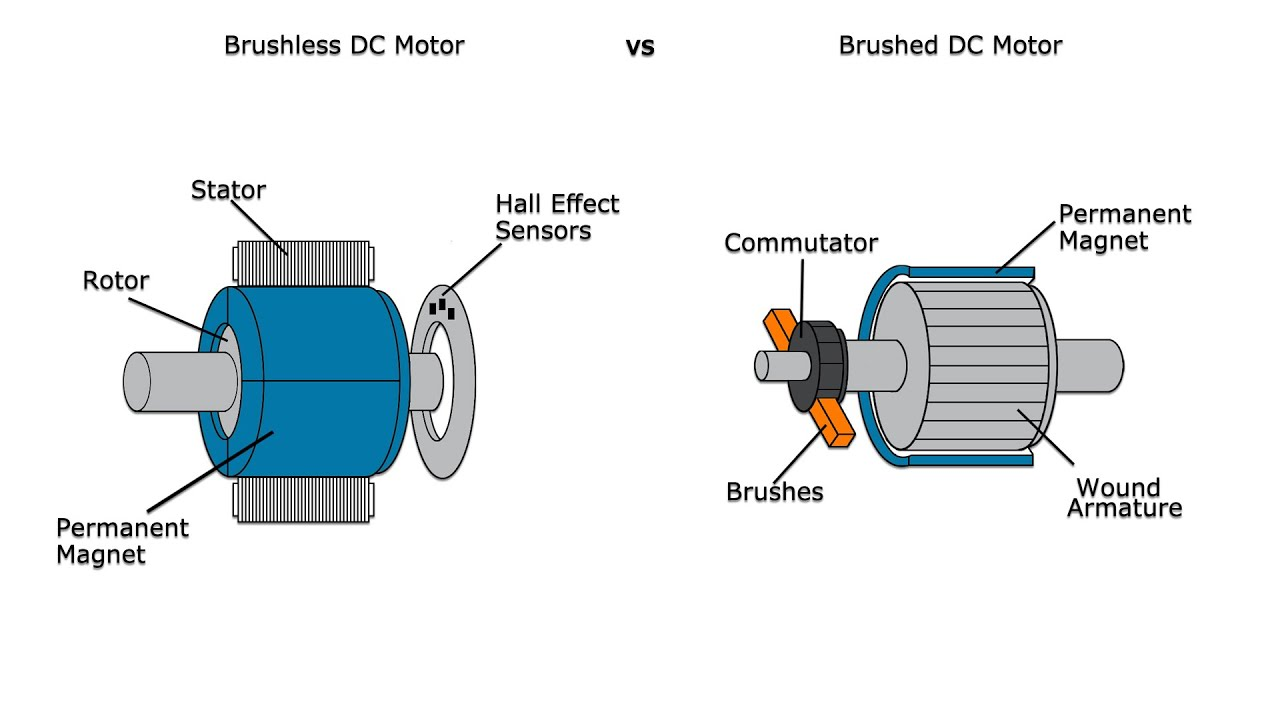 Brushless DC Motor
vs
Brushed DC Motor
Stator
Hall Effect
Sensors
Rotor
Permanent
Magnet
Permanent
Magnet
Commutator
Brushes
Wound
Armature